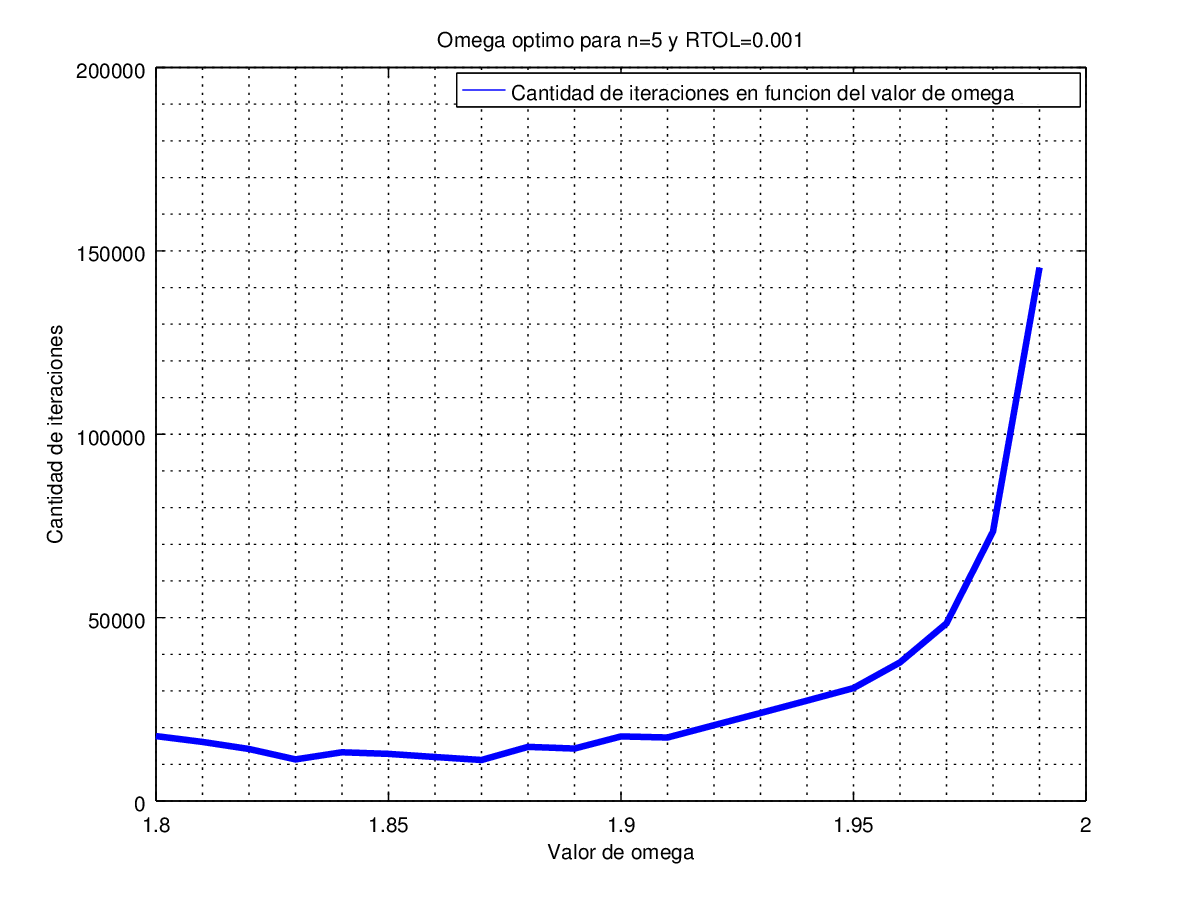 Omega optimo para n=5 y RTOL=0.001
Cantidad de iteraciones en funcion del valor de omega
200000
150000
100000
50000
0
Cantidad de iteraciones
1.8
1.85
1.9
1.95
2
Valor de omega